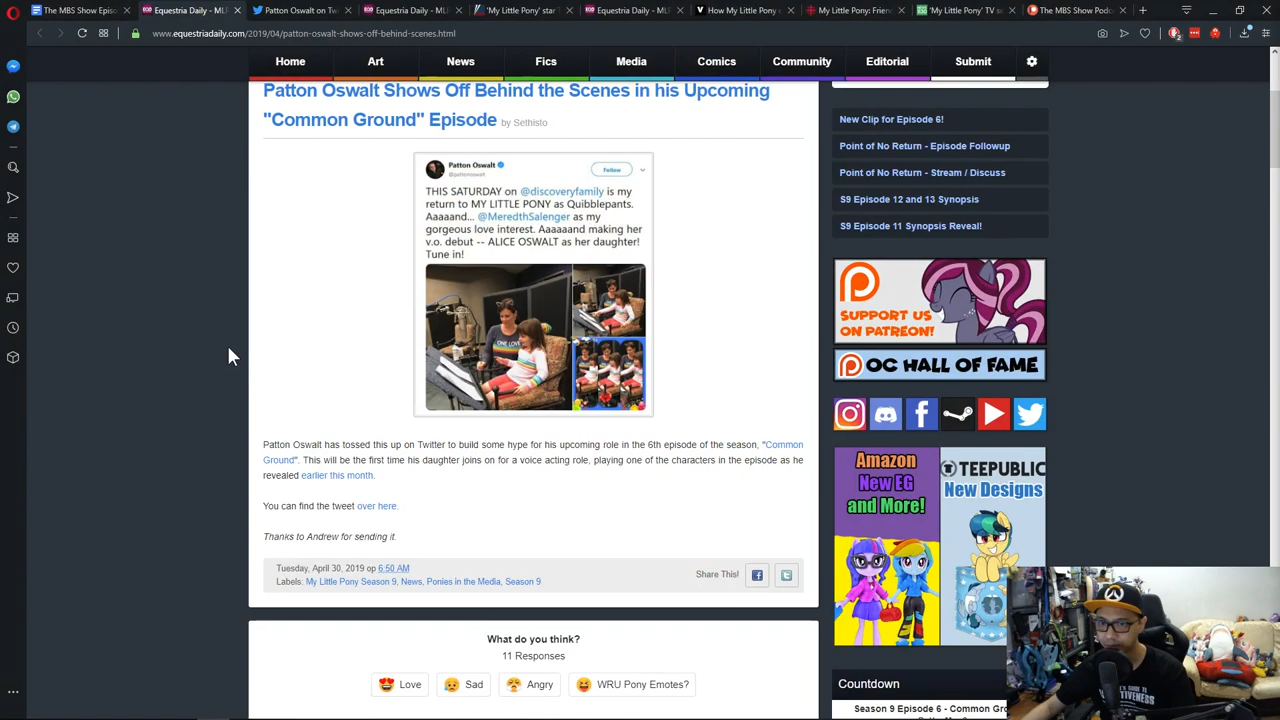 The MBS Show Episo
Equestria Daily - ML
Patton Oswalt on Tw
Equestria Daily - ML
'My Little Pony' star
Equestria Daily - ML
How My Little Pony s
My Little Pony: Frien
'My Little Pony' TV s
The MBS Show Podc
www.equestriadaily.com/2019/04/patton-oswalt-shows-off-behind-scenes.html
2
Home Art News Fics Media Comics Community Editorial Submit
Patton Oswalt Shows Off Behind the Scenes in his Upcoming
"Common Ground" Episode by Sethisto
Patton Oswalt
@pattonoswalt
Follow
THIS SATURDAY on @discoveryfamily is my
return to MY LITTLE PONY as Quibblepants.
Aaaaand... @MeredthSalenger as my
gorgeous love interest. Aaaaand making her
v.o. debut -- ALICE OSWALT as her daughter!
Tune in!
ONE LOVE
Patton Oswalt has tossed this up on Twitter to build some hype for his upcoming role in the 6th episode of the season, "Common
Ground". This will be the first time his daughter joins on for a voice acting role, playing one of the characters in the episode as he
revealed earlier this month.
You can find the tweet over here.
Thanks to Andrew for sending it.
Tuesday, April 30, 2019 op 6:50 AM
Labels: My Little Pony Season 9, News, Ponies in the Media, Season 9
Share This!
What do you think?
11 Responses
Love
Sad
Angry
WRU Pony Emotes?
New Clip for Episode 6!
Point of No Return - Episode Followup
Point of No Return - Stream / Discuss
S9 Episode 12 and 13 Synopsis
S9 Episode 11 Synopsis Reveal!
SUPPORT US
ON PATREON!
OC HALL OF FAME
Amazon
New EG
and More!
TEEPUBLIC
New Designs
Countdown
Season 9 Episode 6 - Common Gro